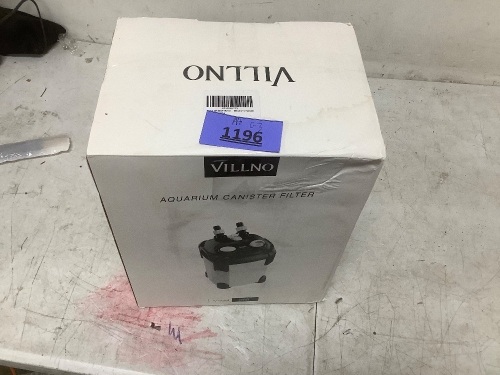 VILLNO
1196
VILLNO
AQUARIUM CANISTER FILTER